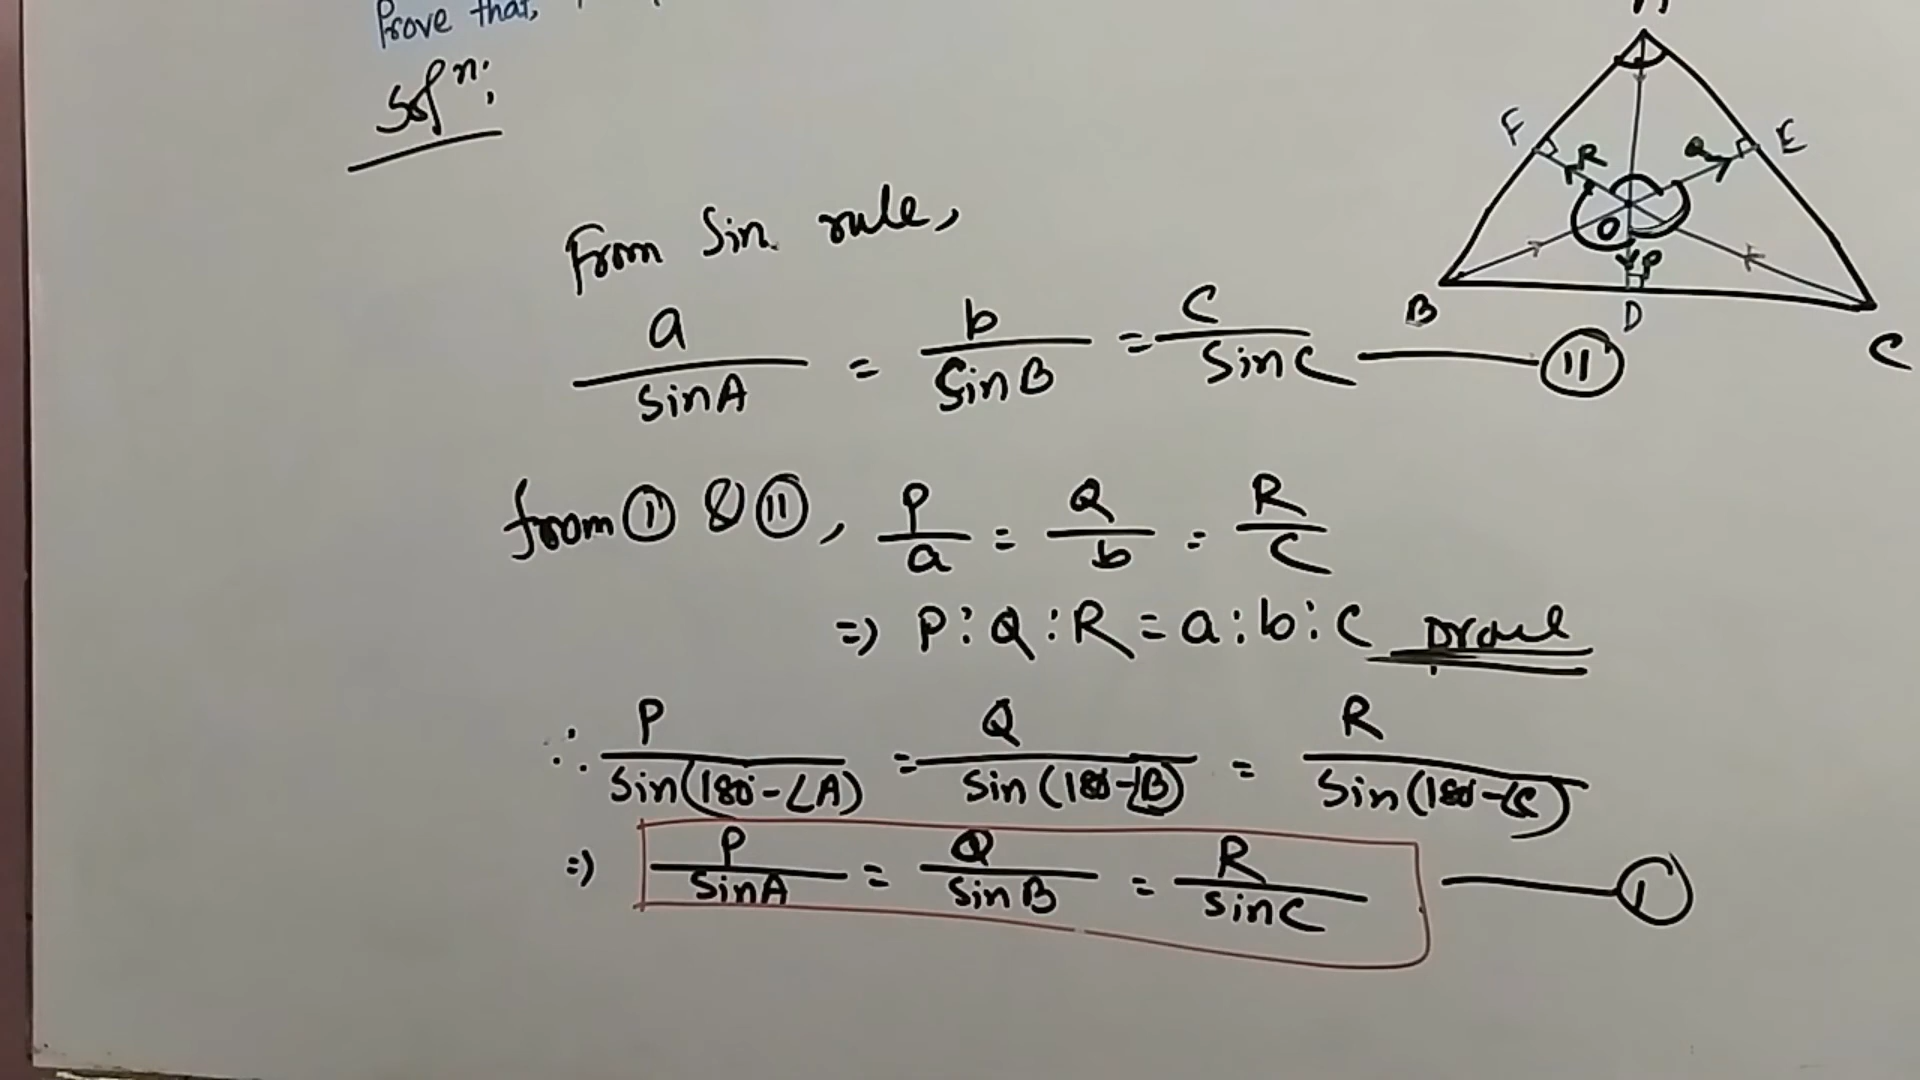 Prove that,
Solⁿ:
From Sin rule,
a/SinA = b/SinB = C/SinC —— (II)
from (I) & (II), P/a = Q/b = R/C
=) P:Q:R = a:b:C proved
∴ P/Sin(180°-∠A) = Q/Sin(180-∠B) = R/Sin(180-∠C)
=) P/SinA = Q/SinB = R/SinC —— (I)
F
R
Q
E
O
P
B
D
C